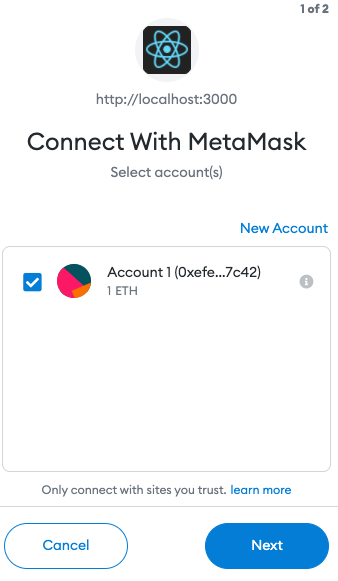 1 of 2
http://localhost:3000
Connect With MetaMask
Select account(s)
New Account
Account 1 (0xefe...7c42)
1 ETH
Only connect with sites you trust. learn more
Cancel
Next